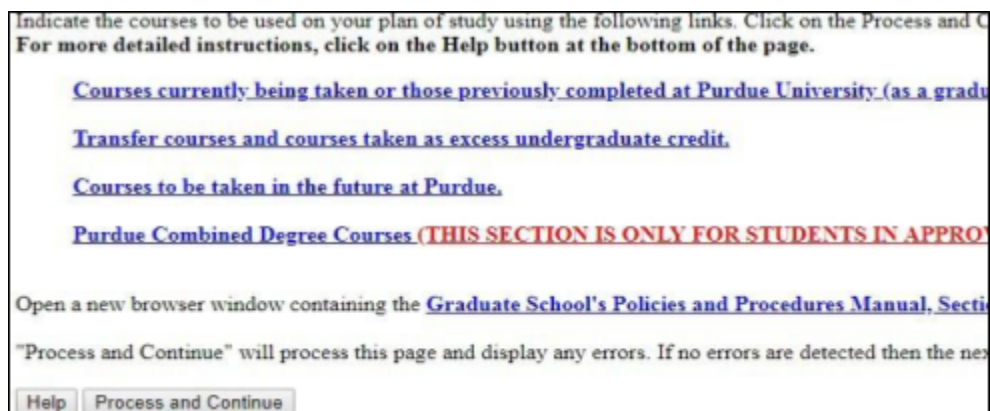 Indicate the courses to be used on your plan of study using the following links. Click on the Process and C
For more detailed instructions, click on the Help button at the bottom of the page.
Courses currently being taken or those previously completed at Purdue University (as a gradu
Transfer courses and courses taken as excess undergraduate credit.
Courses to be taken in the future at Purdue.
Purdue Combined Degree Courses (THIS SECTION IS ONLY FOR STUDENTS IN APPROV
Open a new browser window containing the Graduate School's Policies and Procedures Manual, Secti
"Process and Continue" will process this page and display any errors. If no errors are detected then the nex
Help Process and Continue